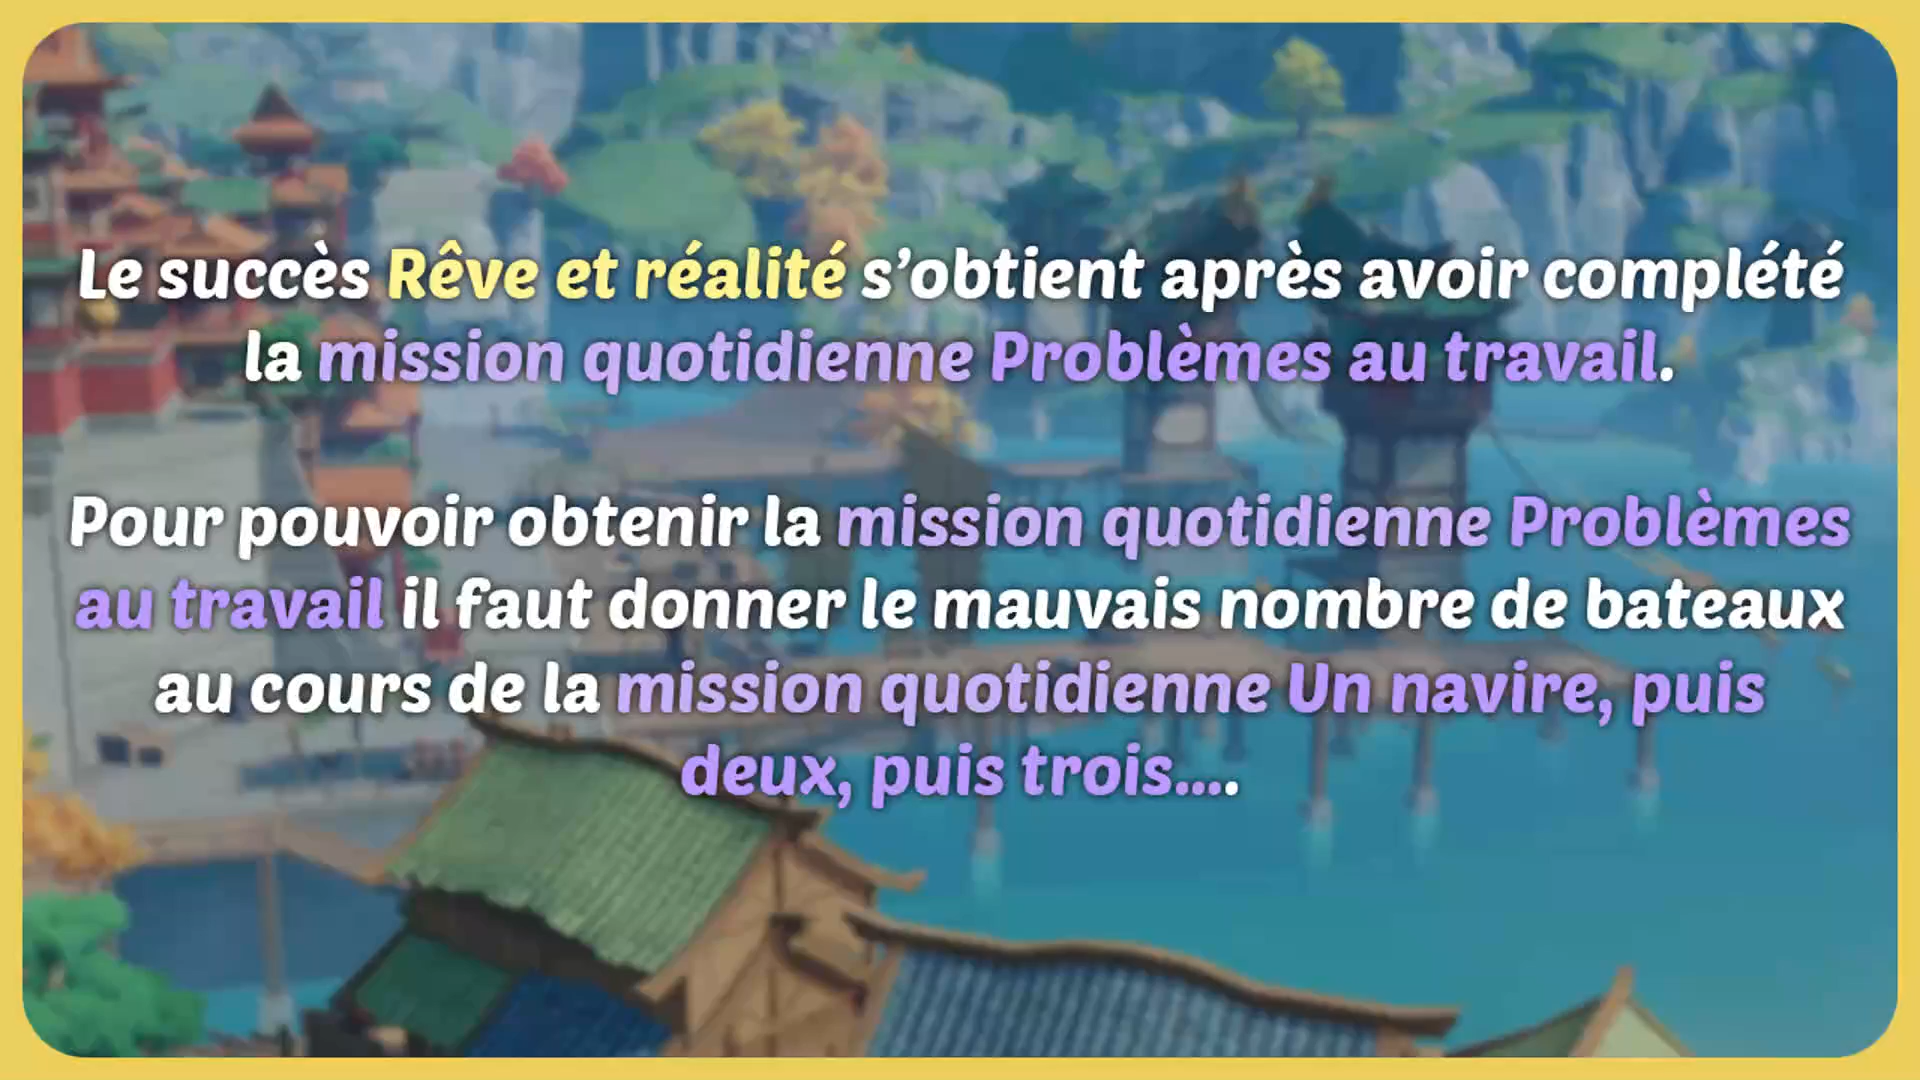 Le succès Rêve et réalité s’obtient après avoir complété
la mission quotidienne Problèmes au travail.
Pour pouvoir obtenir la mission quotidienne Problèmes
au travail il faut donner le mauvais nombre de bateaux
au cours de la mission quotidienne Un navire, puis
deux, puis trois....